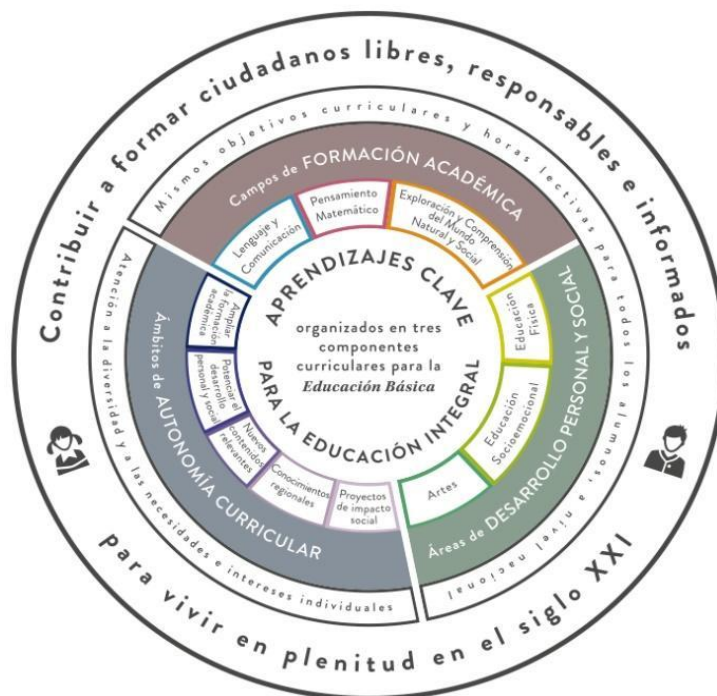 Contribuir a formar ciudadanos libres, responsables e informados
para vivir en plenitud en el siglo XXI
Mismos objetivos curriculares y horas lectivas para todos los alumnos, a nivel nacional
Atención a la diversidad y a las necesidades e intereses individuales
Campos de FORMACIÓN ACADÉMICA
Lenguaje y
Comunicación
Pensamiento
Matemático
Exploración y Comprensión
del Mundo
Natural y Social
Áreas de DESARROLLO PERSONAL Y SOCIAL
Educación
Física
Educación
Socioemocional
Artes
Ámbitos de AUTONOMÍA CURRICULAR
Ampliar
la formación
académica
Potenciar el
desarrollo
personal y social
Nuevos
contenidos
relevantes
Conocimientos
regionales
Proyectos
de impacto
social
APRENDIZAJES CLAVE
organizados en tres
componentes
curriculares para la
Educación Básica
PARA LA EDUCACIÓN INTEGRAL